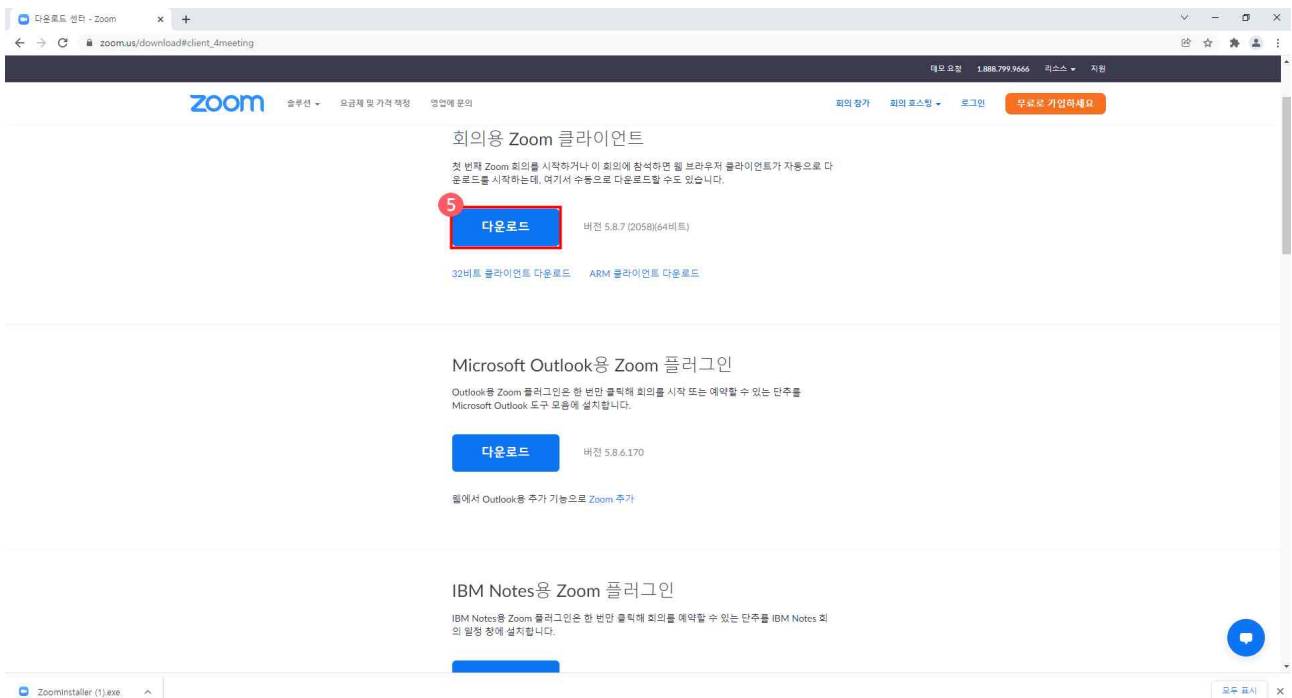 다운로드 센터 - Zoom
zoom.us/download#client_4meeting
데모 요청 1.888.799.9666 리소스 지원
zoom 솔루션 요금제 및 가격 책정 영업에 문의 회의 참가 회의 호스팅 로그인 무료로 가입하세요
회의용 Zoom 클라이언트
첫 번째 Zoom 회의를 시작하거나 이 회의에 참석하면 웹 브라우저 클라이언트가 자동으로 다
운로드를 시작하는데, 여기서 수동으로 다운로드할 수도 있습니다.
5
다운로드 버전 5.8.7 (2058)(64비트)
32비트 클라이언트 다운로드 ARM 클라이언트 다운로드
Microsoft Outlook용 Zoom 플러그인
Outlook용 Zoom 플러그인은 한 번만 클릭해 회의를 시작 또는 예약할 수 있는 단추를
Microsoft Outlook 도구 모음에 설치합니다.
다운로드 버전 5.8.6.170
웹에서 Outlook용 추가 기능으로 Zoom 추가
IBM Notes용 Zoom 플러그인
IBM Notes용 Zoom 플러그인은 한 번만 클릭해 회의를 예약할 수 있는 단추를 IBM Notes 회
의 일정 창에 설치합니다.
ZoomInstaller (1).exe 모두 표시